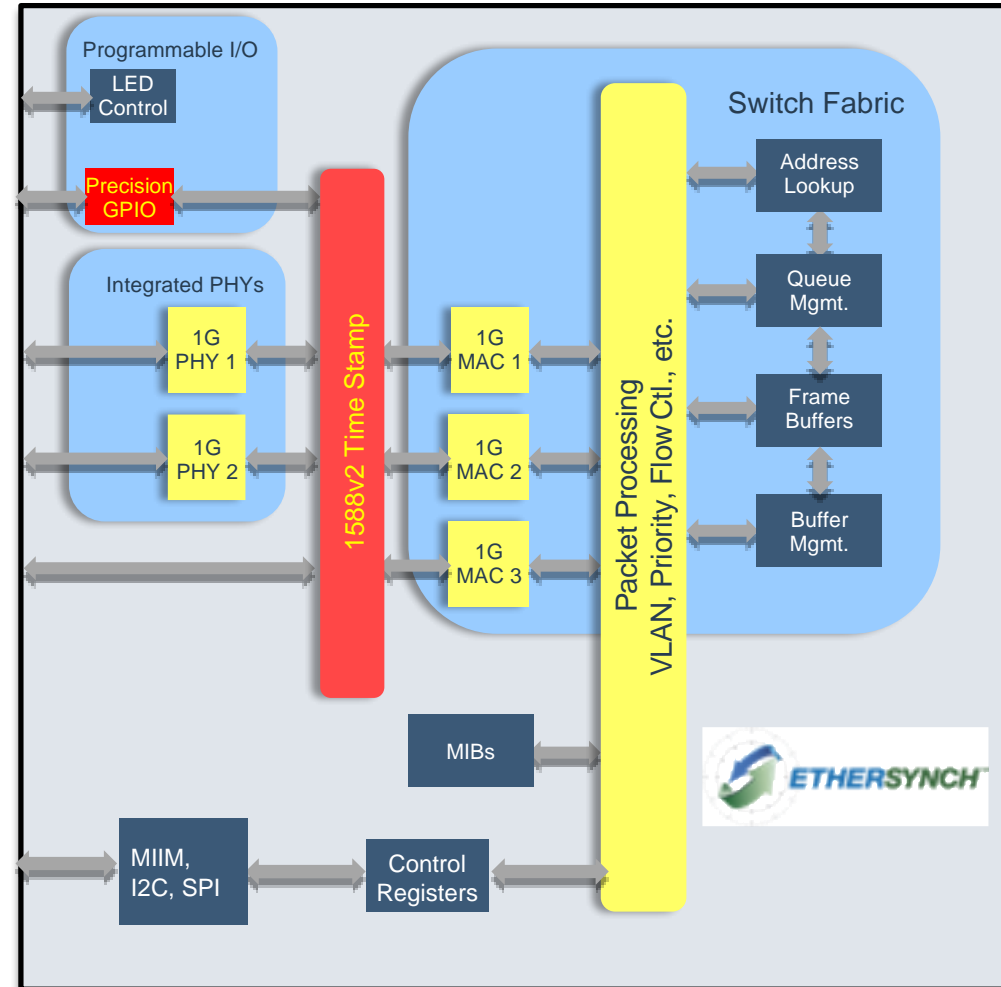 Programmable I/O
LED
Control
Precision
GPIO
Integrated PHYs
1G
PHY 1
1G
PHY 2
1588v2 Time Stamp
Switch Fabric
1G
MAC 1
1G
MAC 2
1G
MAC 3
Packet Processing
VLAN, Priority, Flow Ctl., etc.
Address
Lookup
Queue
Mgmt.
Frame
Buffers
Buffer
Mgmt.
MIBs
ETHERSYNCH™
MIIM,
I2C, SPI
Control
Registers